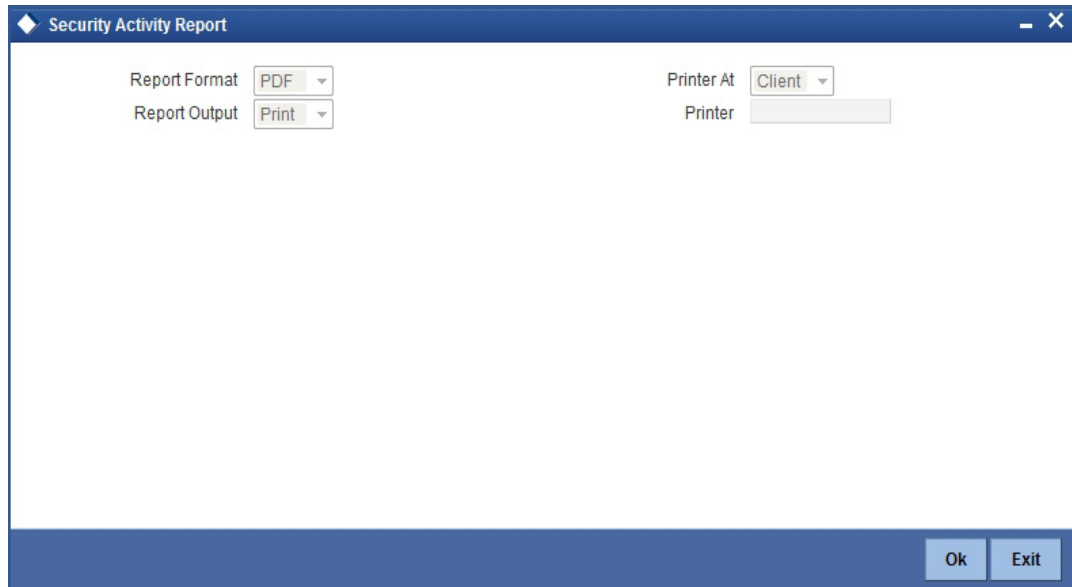 Security Activity Report
Report Format PDF Printer At Client
Report Output Print Printer
Ok Exit